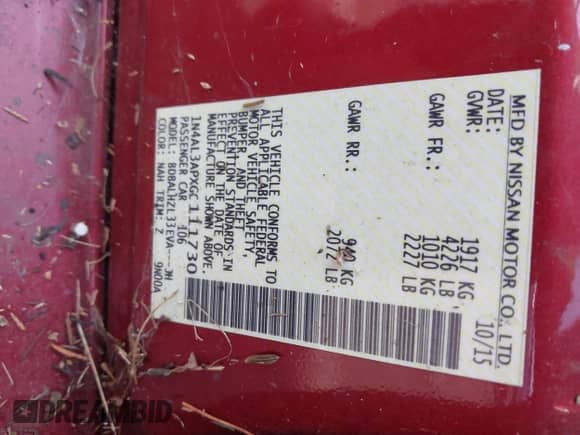 MFD BY NISSAN MOTOR CO., LTD.
DATE: 10/15
GVWR: 1917 KG
4226 LB
GAWR FR.: 1010 KG
2227 LB
GAWR RR.: 940 KG
2072 LB
THIS VEHICLE CONFORMS TO
ALL APPLICABLE FEDERAL
MOTOR VEHICLE SAFETY,
BUMPER AND THEFT
PREVENTION STANDARDS IN
EFFECT ON THE DATE OF
MANUFACTURE SHOWN ABOVE.
PASSENGER CAR
MODEL:
COLOR: NAH TRIM: Z
DREAMBID